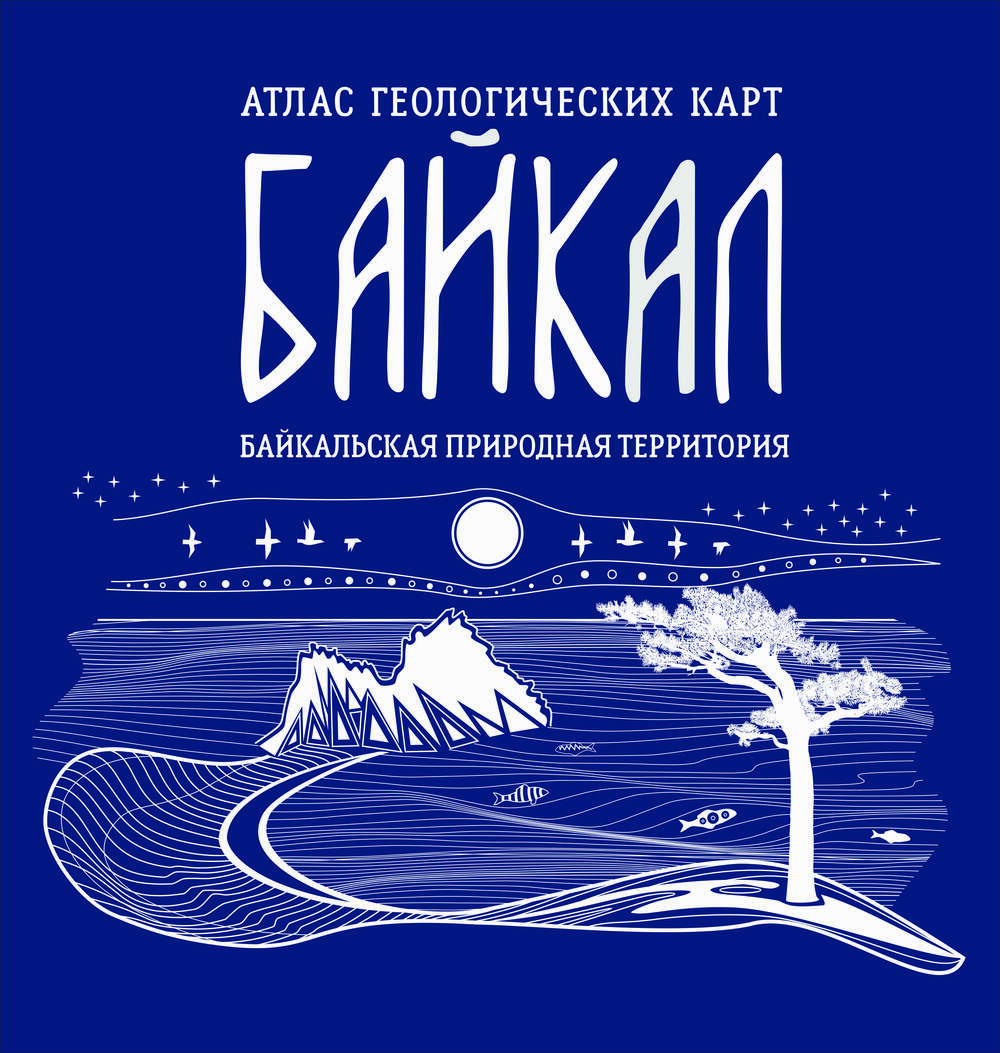 АТЛАС ГЕОЛОГИЧЕСКИХ КАРТ
БАЙКАЛ
БАЙКАЛЬСКАЯ ПРИРОДНАЯ ТЕРРИТОРИЯ